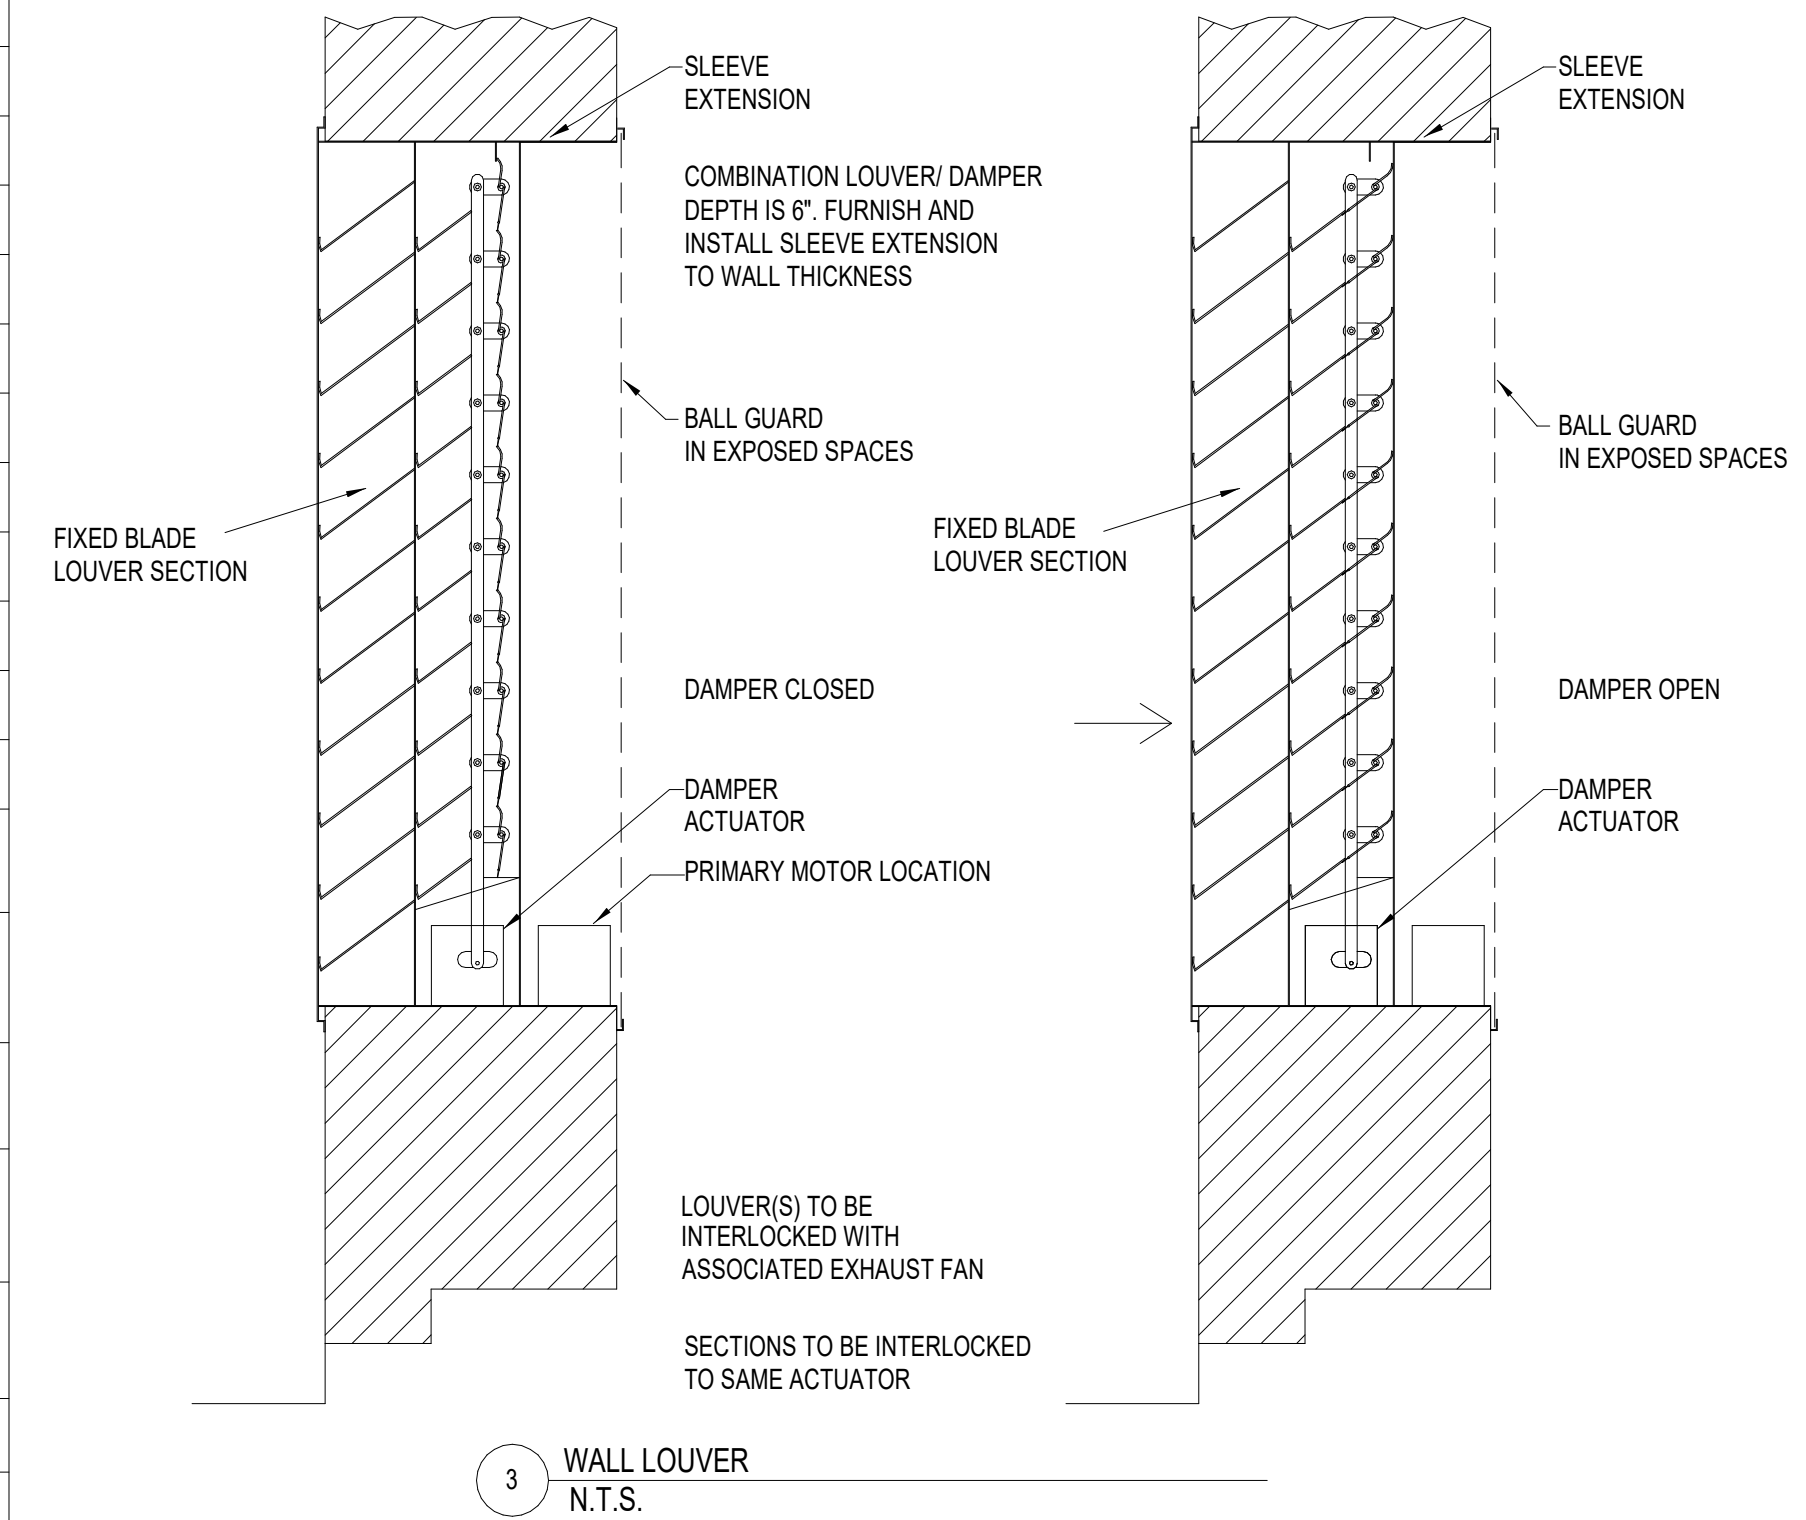 SLEEVE
EXTENSION
COMBINATION LOUVER/ DAMPER
DEPTH IS 6". FURNISH AND
INSTALL SLEEVE EXTENSION
TO WALL THICKNESS
BALL GUARD
IN EXPOSED SPACES
FIXED BLADE
LOUVER SECTION
DAMPER CLOSED
DAMPER
ACTUATOR
PRIMARY MOTOR LOCATION
SLEEVE
EXTENSION
BALL GUARD
IN EXPOSED SPACES
FIXED BLADE
LOUVER SECTION
DAMPER OPEN
DAMPER
ACTUATOR
LOUVER(S) TO BE
INTERLOCKED WITH
ASSOCIATED EXHAUST FAN
SECTIONS TO BE INTERLOCKED
TO SAME ACTUATOR
3
WALL LOUVER
N.T.S.